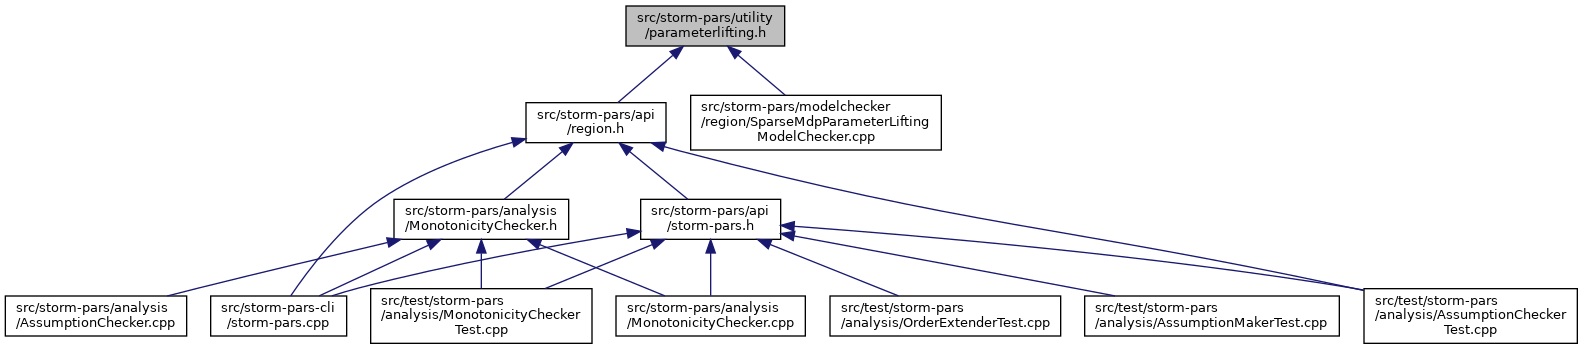 src/storm-pars/utility
/parameterlifting.h
src/storm-pars/api
/region.h
src/storm-pars/modelchecker
/region/SparseMdpParameterLifting
ModelChecker.cpp
src/storm-pars/analysis
/MonotonicityChecker.h
src/storm-pars/api
/storm-pars.h
src/storm-pars/analysis
/AssumptionChecker.cpp
src/storm-pars-cli
/storm-pars.cpp
src/test/storm-pars
/analysis/MonotonicityChecker
Test.cpp
src/storm-pars/analysis
/MonotonicityChecker.cpp
src/test/storm-pars
/analysis/OrderExtenderTest.cpp
src/test/storm-pars
/analysis/AssumptionMakerTest.cpp
src/test/storm-pars
/analysis/AssumptionChecker
Test.cpp